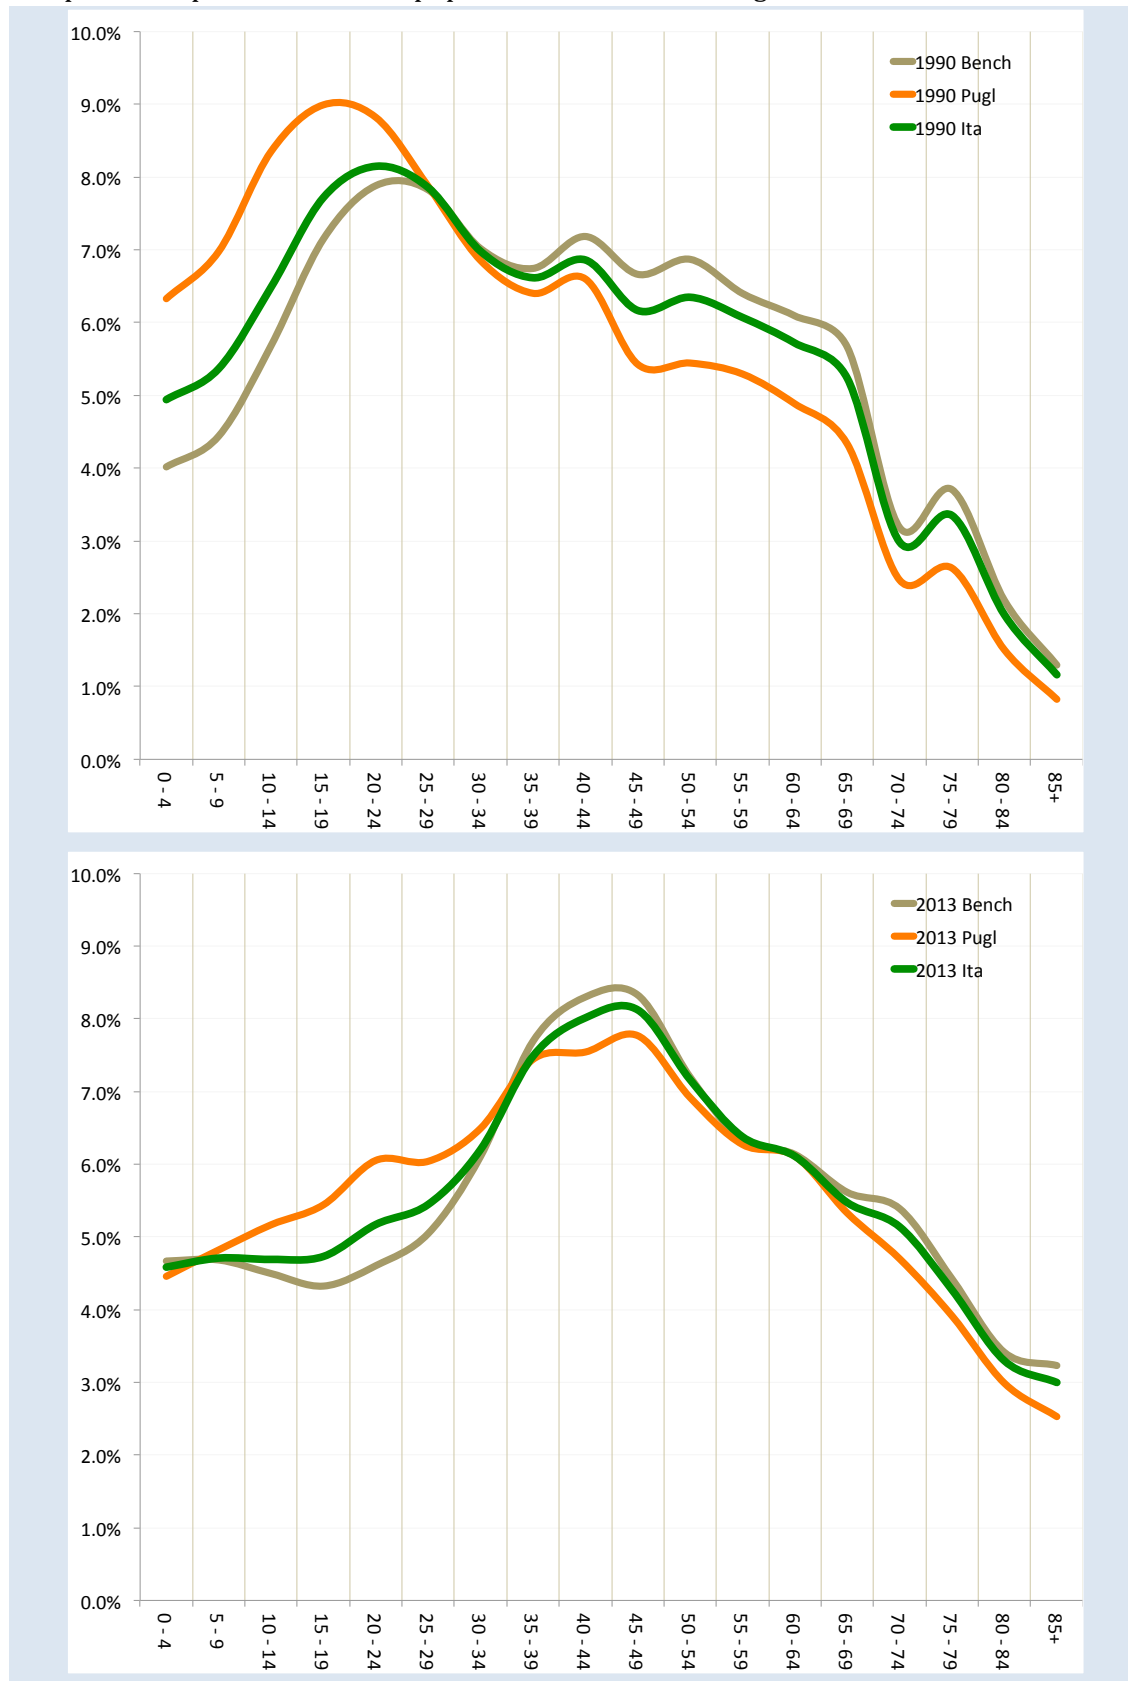 10.0%
9.0%
8.0%
7.0%
6.0%
5.0%
4.0%
3.0%
2.0%
1.0%
0.0%
1990 Bench
1990 Pugl
1990 Ita
0 - 4
5 - 9
10 - 14
15 - 19
20 - 24
25 - 29
30 - 34
35 - 39
40 - 44
45 - 49
50 - 54
55 - 59
60 - 64
65 - 69
70 - 74
75 - 79
80 - 84
85+
10.0%
9.0%
8.0%
7.0%
6.0%
5.0%
4.0%
3.0%
2.0%
1.0%
0.0%
2013 Bench
2013 Pugl
2013 Ita
0 - 4
5 - 9
10 - 14
15 - 19
20 - 24
25 - 29
30 - 34
35 - 39
40 - 44
45 - 49
50 - 54
55 - 59
60 - 64
65 - 69
70 - 74
75 - 79
80 - 84
85+